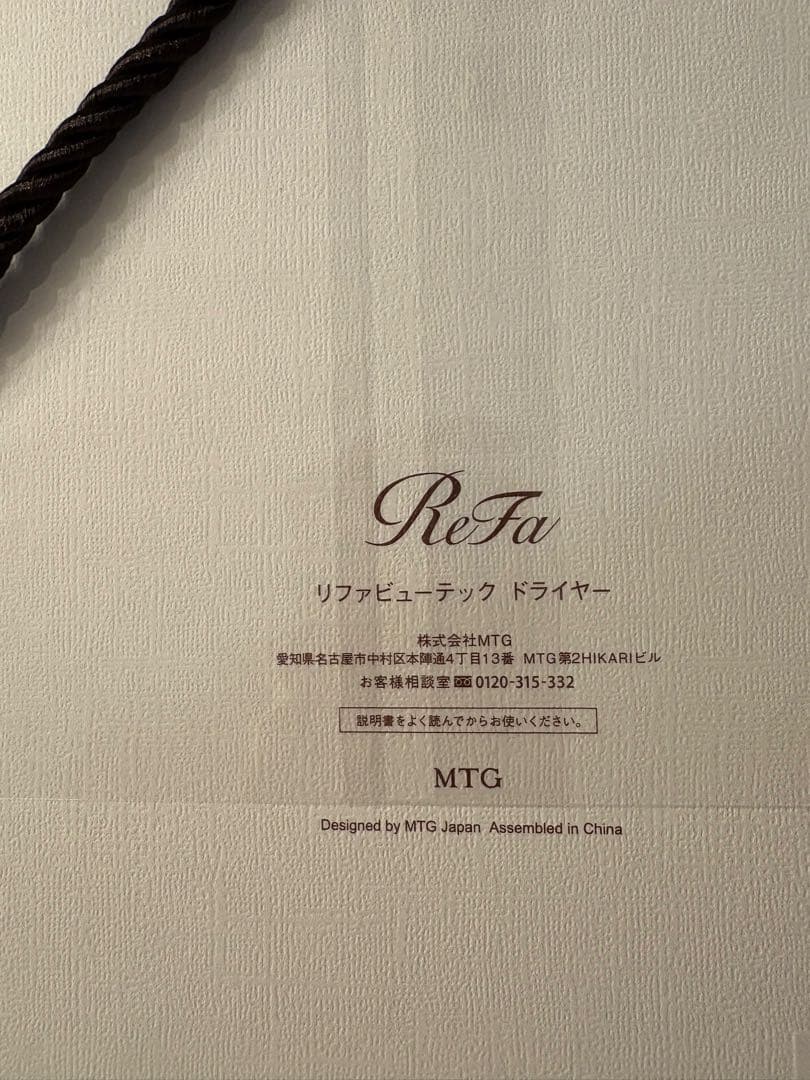 ReFa
リファビューテック ドライヤー
株式会社MTG
愛知県名古屋市中村区本陣通4丁目13番 MTG第2HIKARIビル
お客様相談室 0120-315-332
説明書をよく読んでからお使いください。
MTG
Designed by MTG Japan Assembled in China